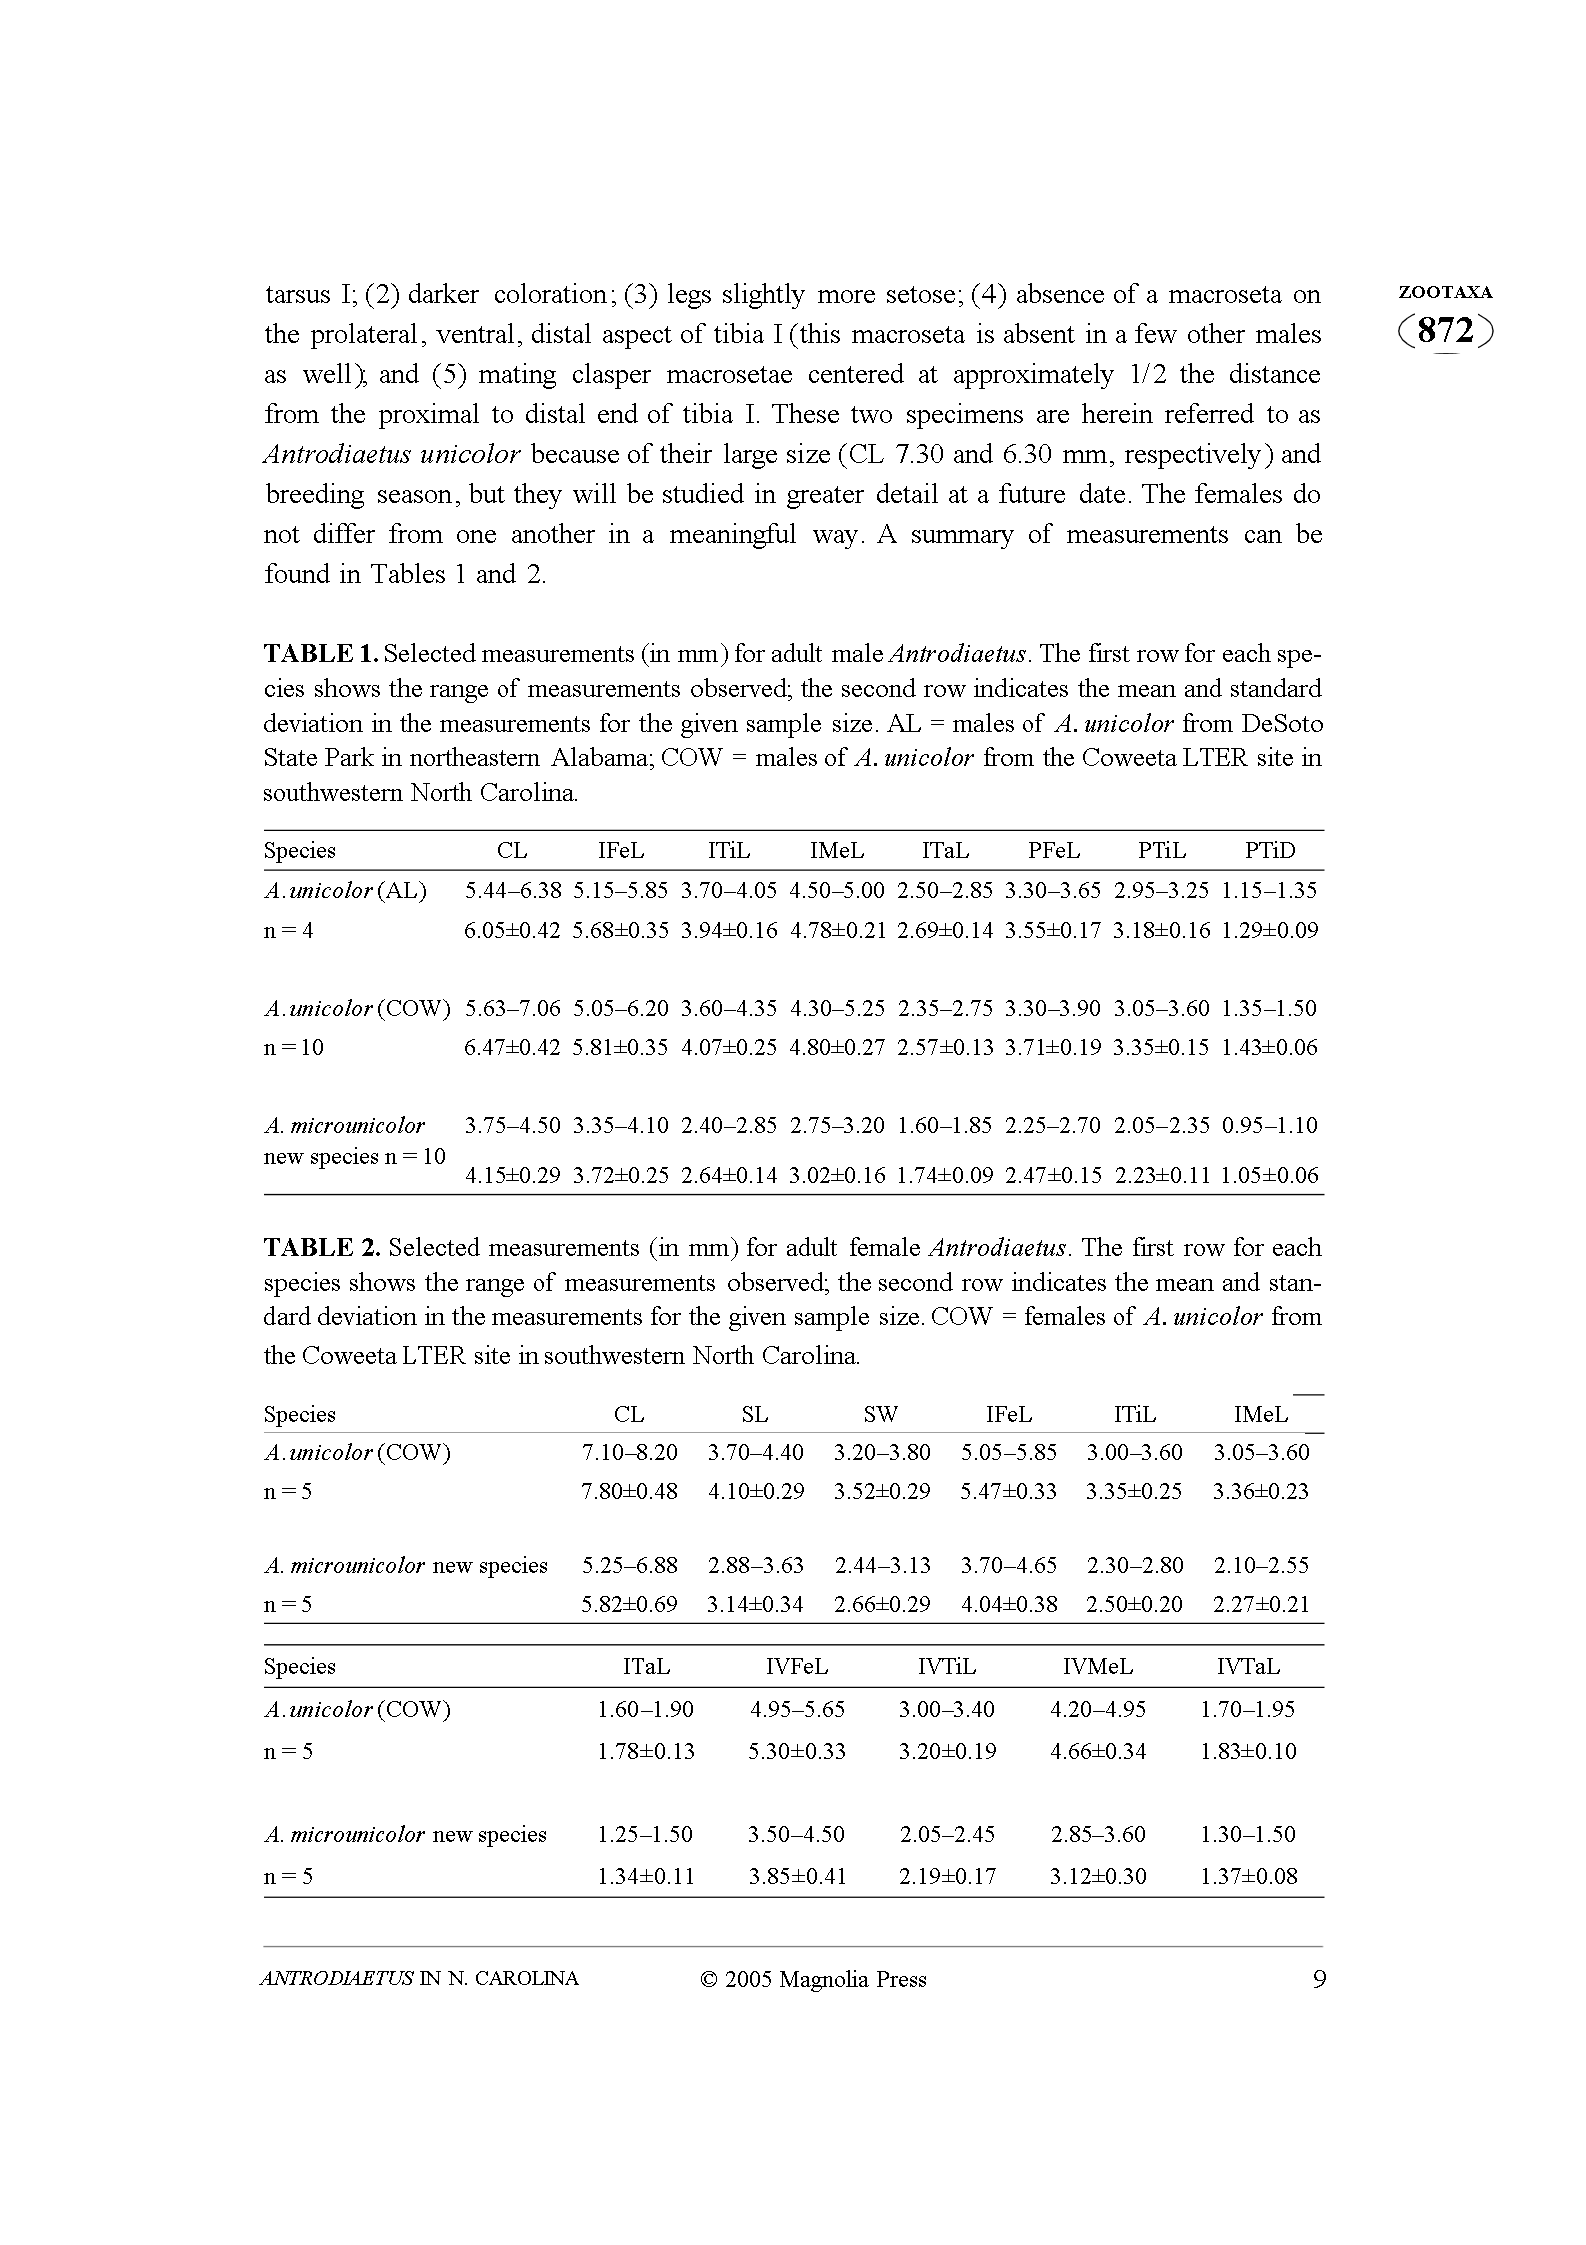 tarsus I; (2) darker coloration; (3) legs slightly more setose; (4) absence of a macroseta on
the prolateral, ventral, distal aspect of tibia I (this macroseta is absent in a few other males
as well); and (5) mating clasper macrosetae centered at approximately 1/2 the distance
from the proximal to distal end of tibia I. These two specimens are herein referred to as
Antrodiaetus unicolor because of their large size (CL 7.30 and 6.30 mm, respectively) and
breeding season, but they will be studied in greater detail at a future date. The females do
not differ from one another in a meaningful way. A summary of measurements can be
found in Tables 1 and 2.
ZOOTAXA
(872)
TABLE 1. Selected measurements (in mm) for adult male Antrodiaetus. The first row for each spe-
cies shows the range of measurements observed; the second row indicates the mean and standard
deviation in the measurements for the given sample size. AL = males of A. unicolor from DeSoto
State Park in northeastern Alabama; COW = males of A. unicolor from the Coweeta LTER site in
southwestern North Carolina.
Species CL IFeL ITiL IMeL ITaL PFeL PTiL PTiD
A. unicolor (AL) 5.44–6.38 5.15–5.85 3.70–4.05 4.50–5.00 2.50–2.85 3.30–3.65 2.95–3.25 1.15–1.35
n = 4 6.05±0.42 5.68±0.35 3.94±0.16 4.78±0.21 2.69±0.14 3.55±0.17 3.18±0.16 1.29±0.09
A. unicolor (COW) 5.63–7.06 5.05–6.20 3.60–4.35 4.30–5.25 2.35–2.75 3.30–3.90 3.05–3.60 1.35–1.50
n = 10 6.47±0.42 5.81±0.35 4.07±0.25 4.80±0.27 2.57±0.13 3.71±0.19 3.35±0.15 1.43±0.06
A. microunicolor 3.75–4.50 3.35–4.10 2.40–2.85 2.75–3.20 1.60–1.85 2.25–2.70 2.05–2.35 0.95–1.10
new species n = 10
4.15±0.29 3.72±0.25 2.64±0.14 3.02±0.16 1.74±0.09 2.47±0.15 2.23±0.11 1.05±0.06
TABLE 2. Selected measurements (in mm) for adult female Antrodiaetus. The first row for each
species shows the range of measurements observed; the second row indicates the mean and stan-
dard deviation in the measurements for the given sample size. COW = females of A. unicolor from
the Coweeta LTER site in southwestern North Carolina.
Species CL SL SW IFeL ITiL IMeL
A. unicolor (COW) 7.10–8.20 3.70–4.40 3.20–3.80 5.05–5.85 3.00–3.60 3.05–3.60
n = 5 7.80±0.48 4.10±0.29 3.52±0.29 5.47±0.33 3.35±0.25 3.36±0.23
A. microunicolor new species 5.25–6.88 2.88–3.63 2.44–3.13 3.70–4.65 2.30–2.80 2.10–2.55
n = 5 5.82±0.69 3.14±0.34 2.66±0.29 4.04±0.38 2.50±0.20 2.27±0.21
Species ITaL IVFeL IVTiL IVMeL IVTaL
A. unicolor (COW) 1.60–1.90 4.95–5.65 3.00–3.40 4.20–4.95 1.70–1.95
n = 5 1.78±0.13 5.30±0.33 3.20±0.19 4.66±0.34 1.83±0.10
A. microunicolor new species 1.25–1.50 3.50–4.50 2.05–2.45 2.85–3.60 1.30–1.50
n = 5 1.34±0.11 3.85±0.41 2.19±0.17 3.12±0.30 1.37±0.08
ANTRODIAETUS IN N. CAROLINA © 2005 Magnolia Press 9